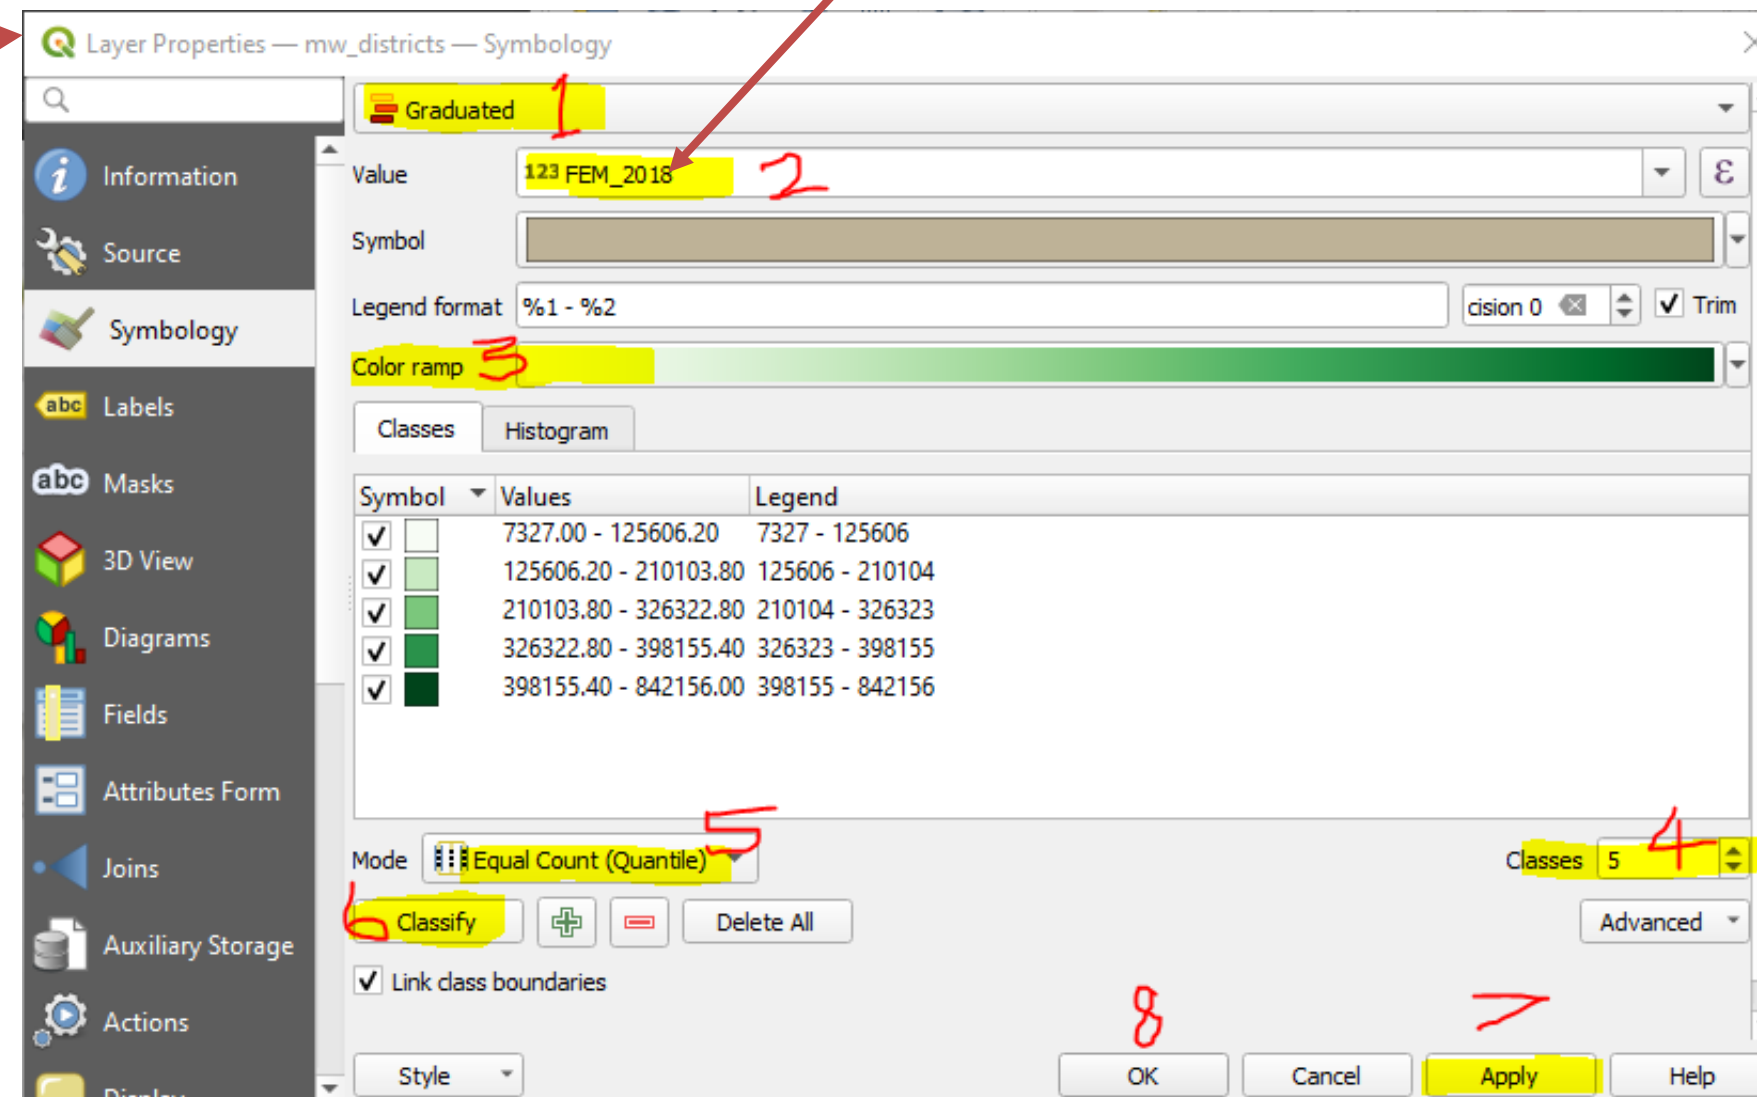 Layer Properties — mw_districts — Symbology
Graduated 1
Information
Value 123 FEM_2018 2 ε
Source
Symbol
Symbology
Legend format %1 - %2 cision 0 Trim
Color ramp 3
abc Labels
Classes Histogram
abc Masks
Symbol Values Legend
7327.00 - 125606.20 7327 - 125606
3D View
125606.20 - 210103.80 125606 - 210104
210103.80 - 326322.80 210104 - 326323
Diagrams
326322.80 - 398155.40 326323 - 398155
398155.40 - 842156.00 398155 - 842156
Fields
Attributes Form
Mode Equal Count (Quantile) 5 Classes 5 4
Joins
6 Classify Delete All Advanced
Auxiliary Storage
Link class boundaries
Actions
8 7
Style OK Cancel Apply Help